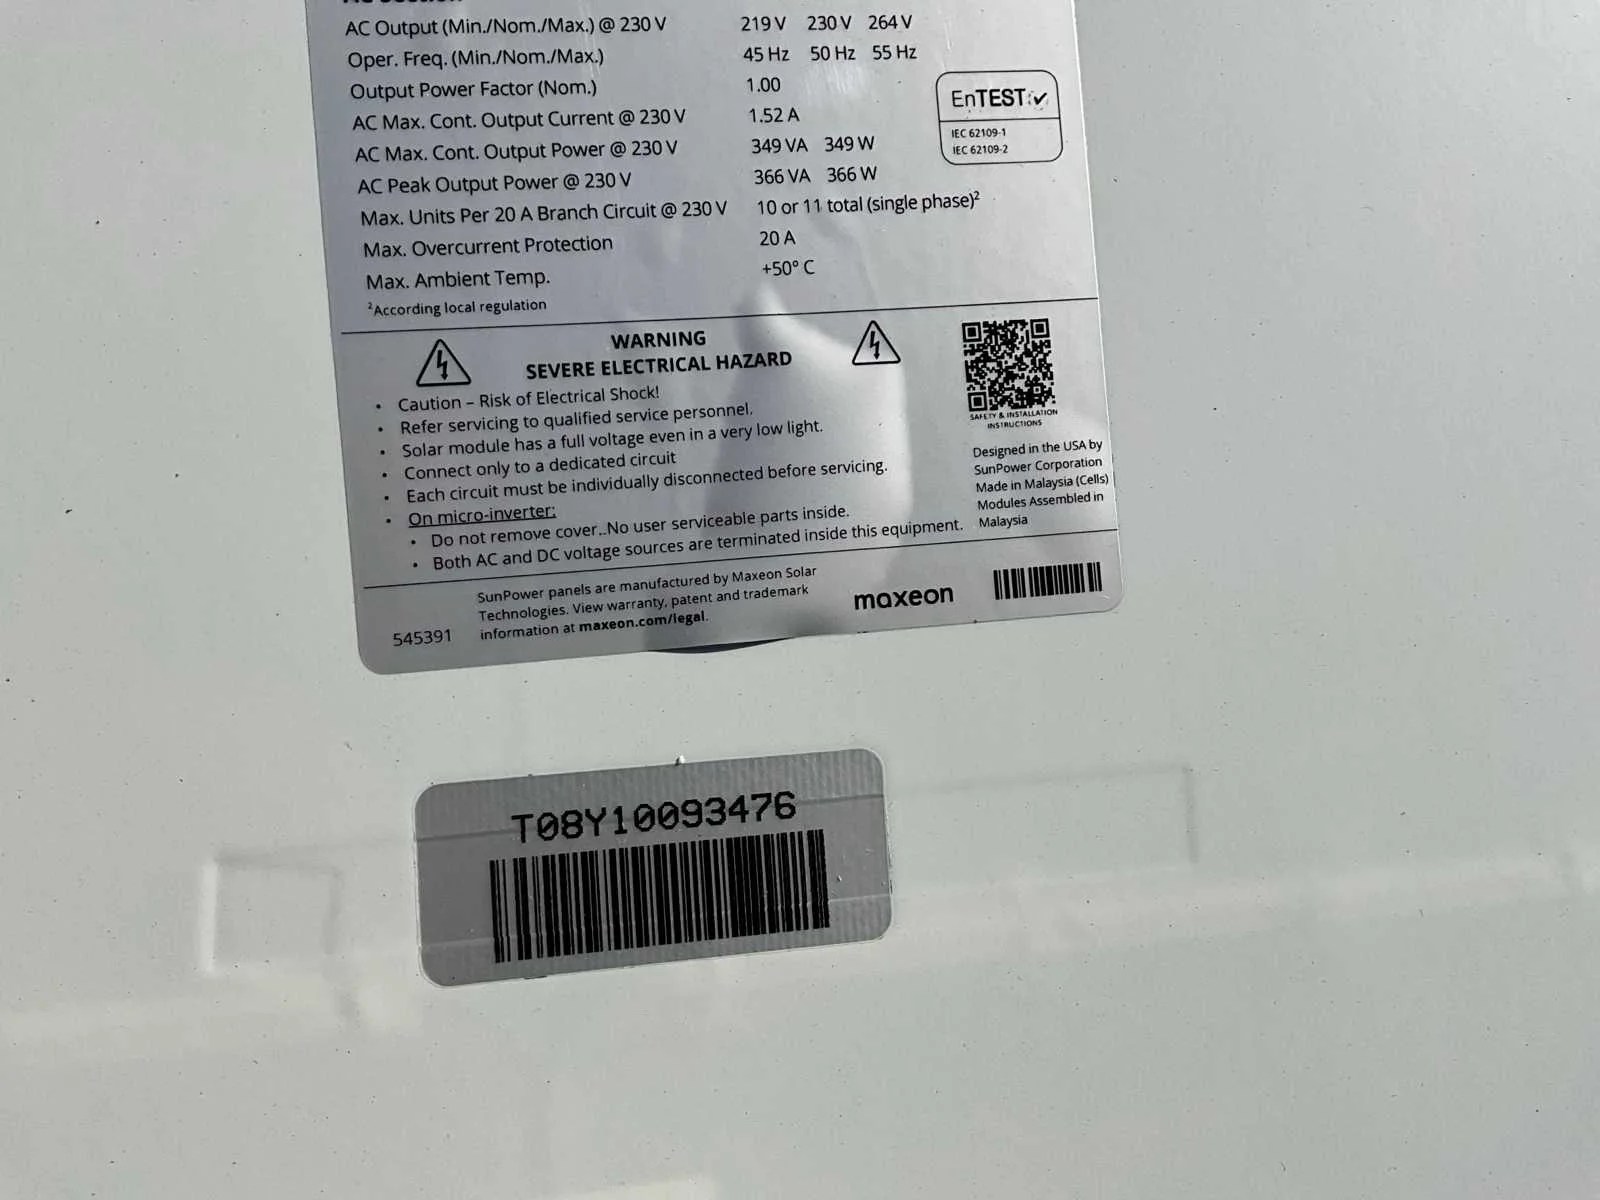 AC Output (Min./Nom./Max.) @ 230 V 219 V 230 V 264 V
Oper. Freq. (Min./Nom./Max.) 45 Hz 50 Hz 55 Hz
Output Power Factor (Nom.) 1.00
AC Max. Cont. Output Current @ 230 V 1.52 A
AC Max. Cont. Output Power @ 230 V 349 VA 349 W
AC Peak Output Power @ 230 V 366 VA 366 W
Max. Units Per 20 A Branch Circuit @ 230 V 10 or 11 total (single phase)²
Max. Overcurrent Protection 20 A
Max. Ambient Temp. +50° C
²According local regulation
EnTEST
IEC 62109-1
IEC 62109-2
WARNING
SEVERE ELECTRICAL HAZARD
• Caution – Risk of Electrical Shock!
• Refer servicing to qualified service personnel.
• Solar module has a full voltage even in a very low light.
• Connect only to a dedicated circuit
• Each circuit must be individually disconnected before servicing.
• On micro-inverter:
• Do not remove cover..No user serviceable parts inside.
• Both AC and DC voltage sources are terminated inside this equipment.
SAFETY & INSTALLATION
INSTRUCTIONS
Designed in the USA by
SunPower Corporation
Made in Malaysia (Cells)
Modules Assembled in
Malaysia
545391
SunPower panels are manufactured by Maxeon Solar
Technologies. View warranty, patent and trademark
information at maxeon.com/legal.
maxeon
T08Y10093476